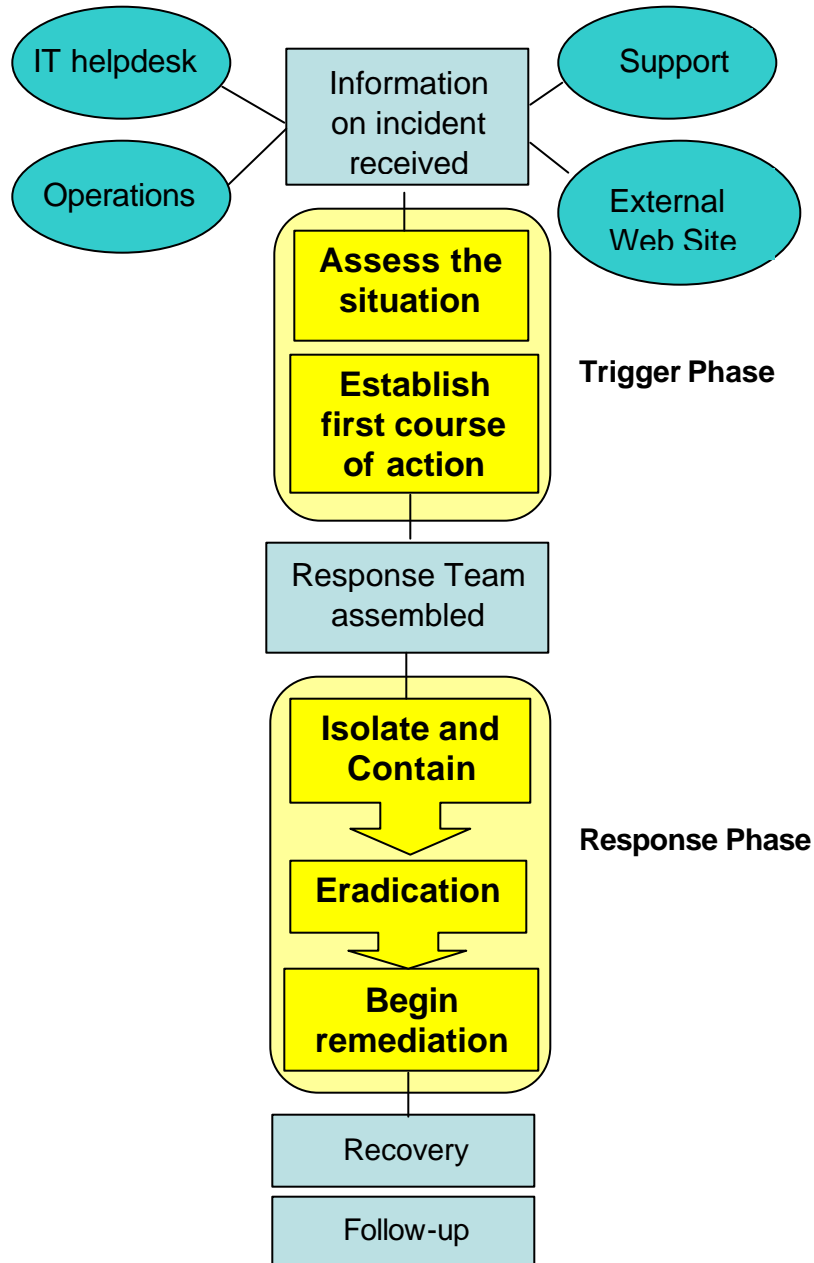 IT helpdesk
Information
on incident
received
Support
Operations
External
Web Site
Assess the
situation
Establish
first course
of action
Trigger Phase
Response Team
assembled
Isolate and
Contain
Response Phase
Eradication
Begin
remediation
Recovery
Follow-up